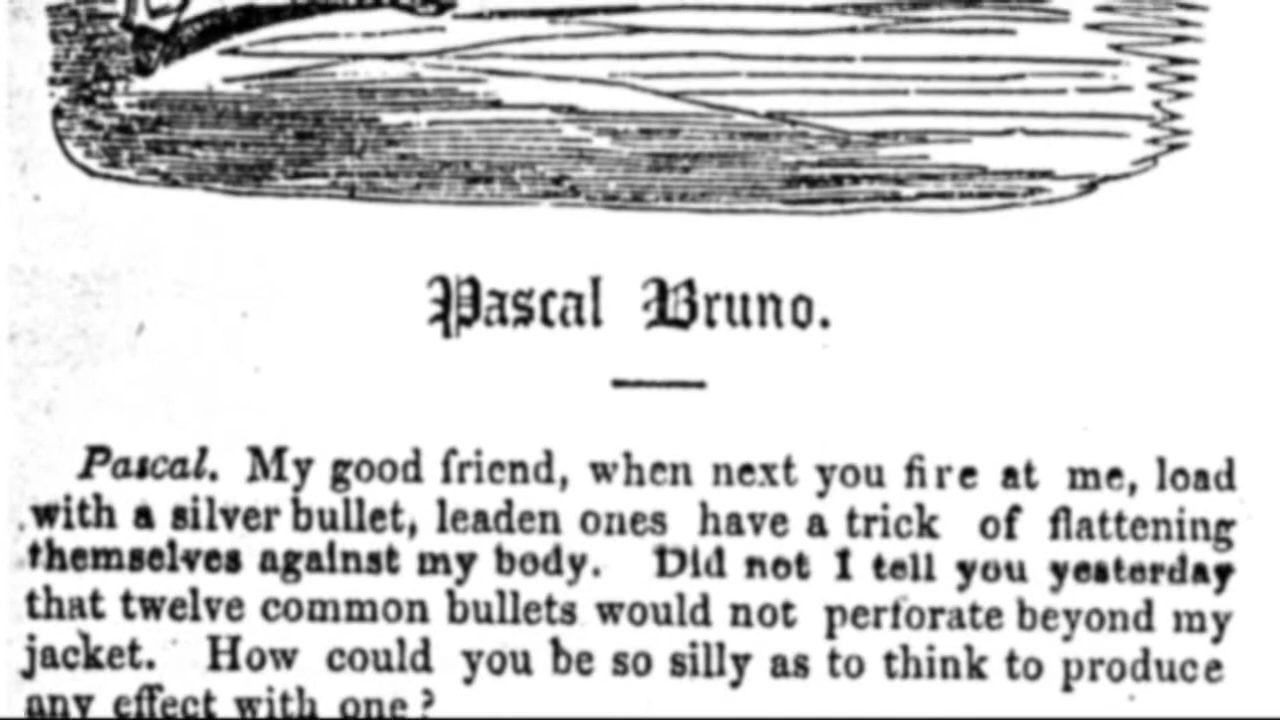 Pascal Bruno.
Pascal. My good friend, when next you fire at me, load
with a silver bullet, leaden ones have a trick of flattening
themselves against my body. Did not I tell you yesterday
that twelve common bullets would not perforate beyond my
jacket. How could you be so silly as to think to produce
any effect with one?